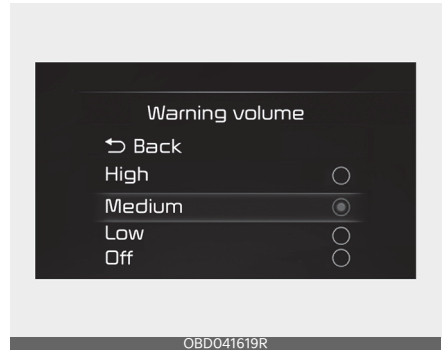 Warning volume
Back
High
Medium
Low
Off
OBD041619R